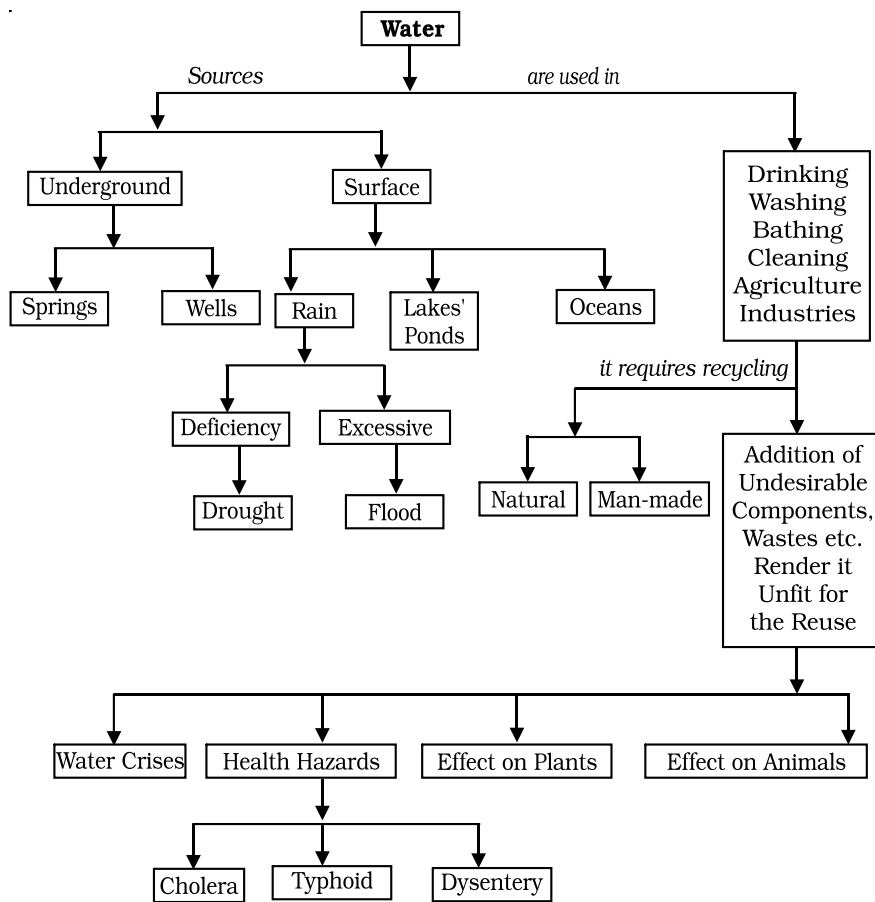 Water
Sources
are used in
Underground
Surface
Drinking
Washing
Bathing
Cleaning
Agriculture
Industries
Springs
Wells
Rain
Lakes'
Ponds
Oceans
it requires recycling
Deficiency
Excessive
Drought
Flood
Natural
Man-made
Addition of
Undesirable
Components,
Wastes etc.
Render it
Unfit for
the Reuse
Water Crises
Health Hazards
Effect on Plants
Effect on Animals
Cholera
Typhoid
Dysentery